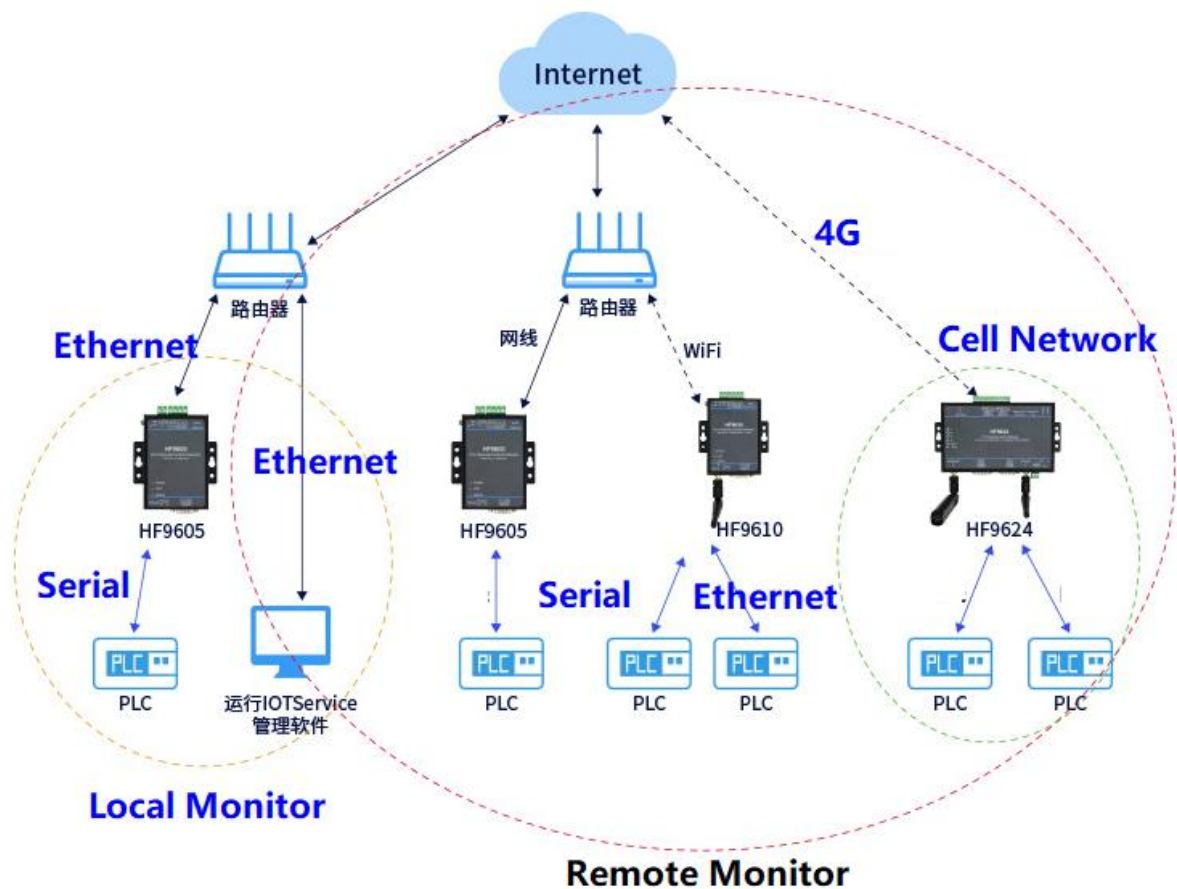 Internet
4G
路由器
路由器
Ethernet
网线
WiFi
Cell Network
Ethernet
HF9605
HF9605
HF9610
HF9624
Serial
Serial
Ethernet
PLC
PLC
PLC
PLC
PLC
PLC
PLC
PLC
PLC
PLC
PLC
PLC
运行IOTService
管理软件
Local Monitor
Remote Monitor